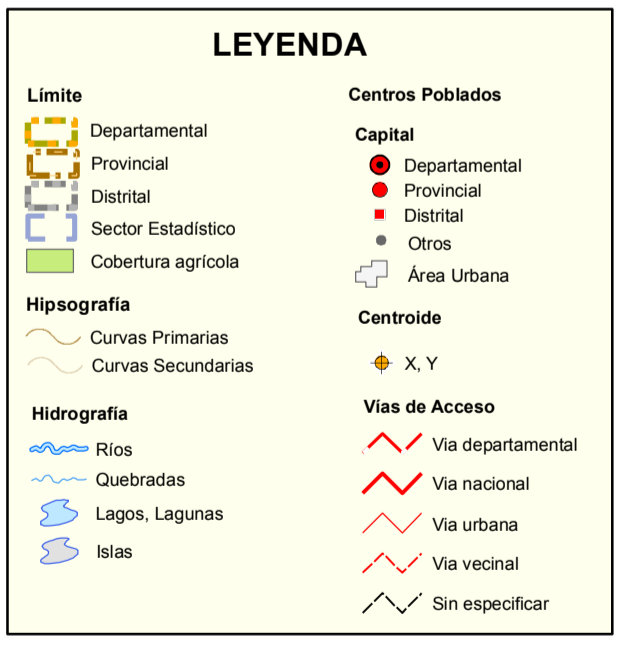 LEYENDA
Límite
Departamental
Provincial
Distrital
Sector Estadístico
Cobertura agrícola
Hipsografía
Curvas Primarias
Curvas Secundarias
Hidrografía
Ríos
Quebradas
Lagos, Lagunas
Islas
Centros Poblados
Capital
Departamental
Provincial
Distrital
Otros
Área Urbana
Centroide
X, Y
Vías de Acceso
Via departamental
Via nacional
Via urbana
Via vecinal
Sin especificar